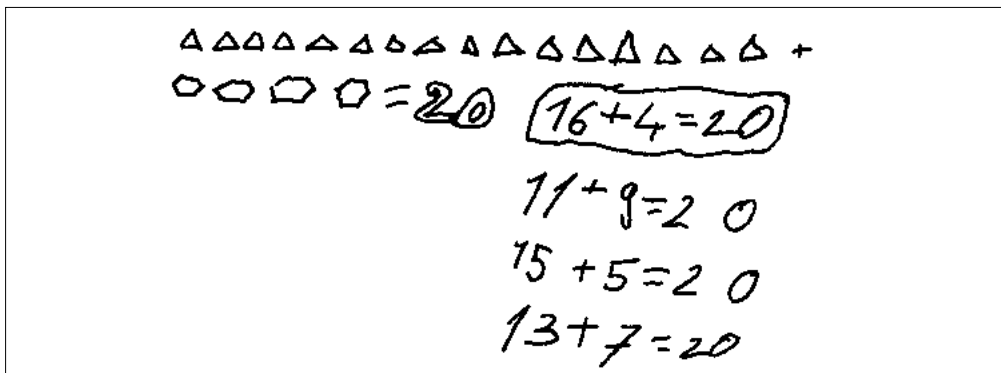 △△△△△△△△△△△△△△△△ +
⬡⬡⬡⬡ = 20
16 + 4 = 20
11 + 9 = 20
15 + 5 = 20
13 + 7 = 20